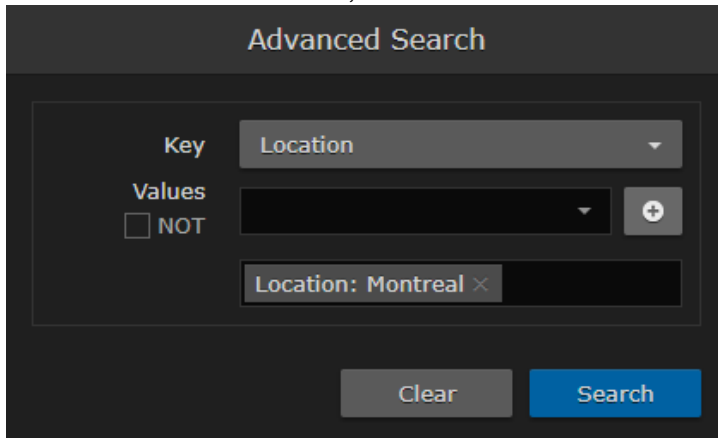 Advanced Search
Key Location
Values
NOT
Location: Montreal ×
Clear Search